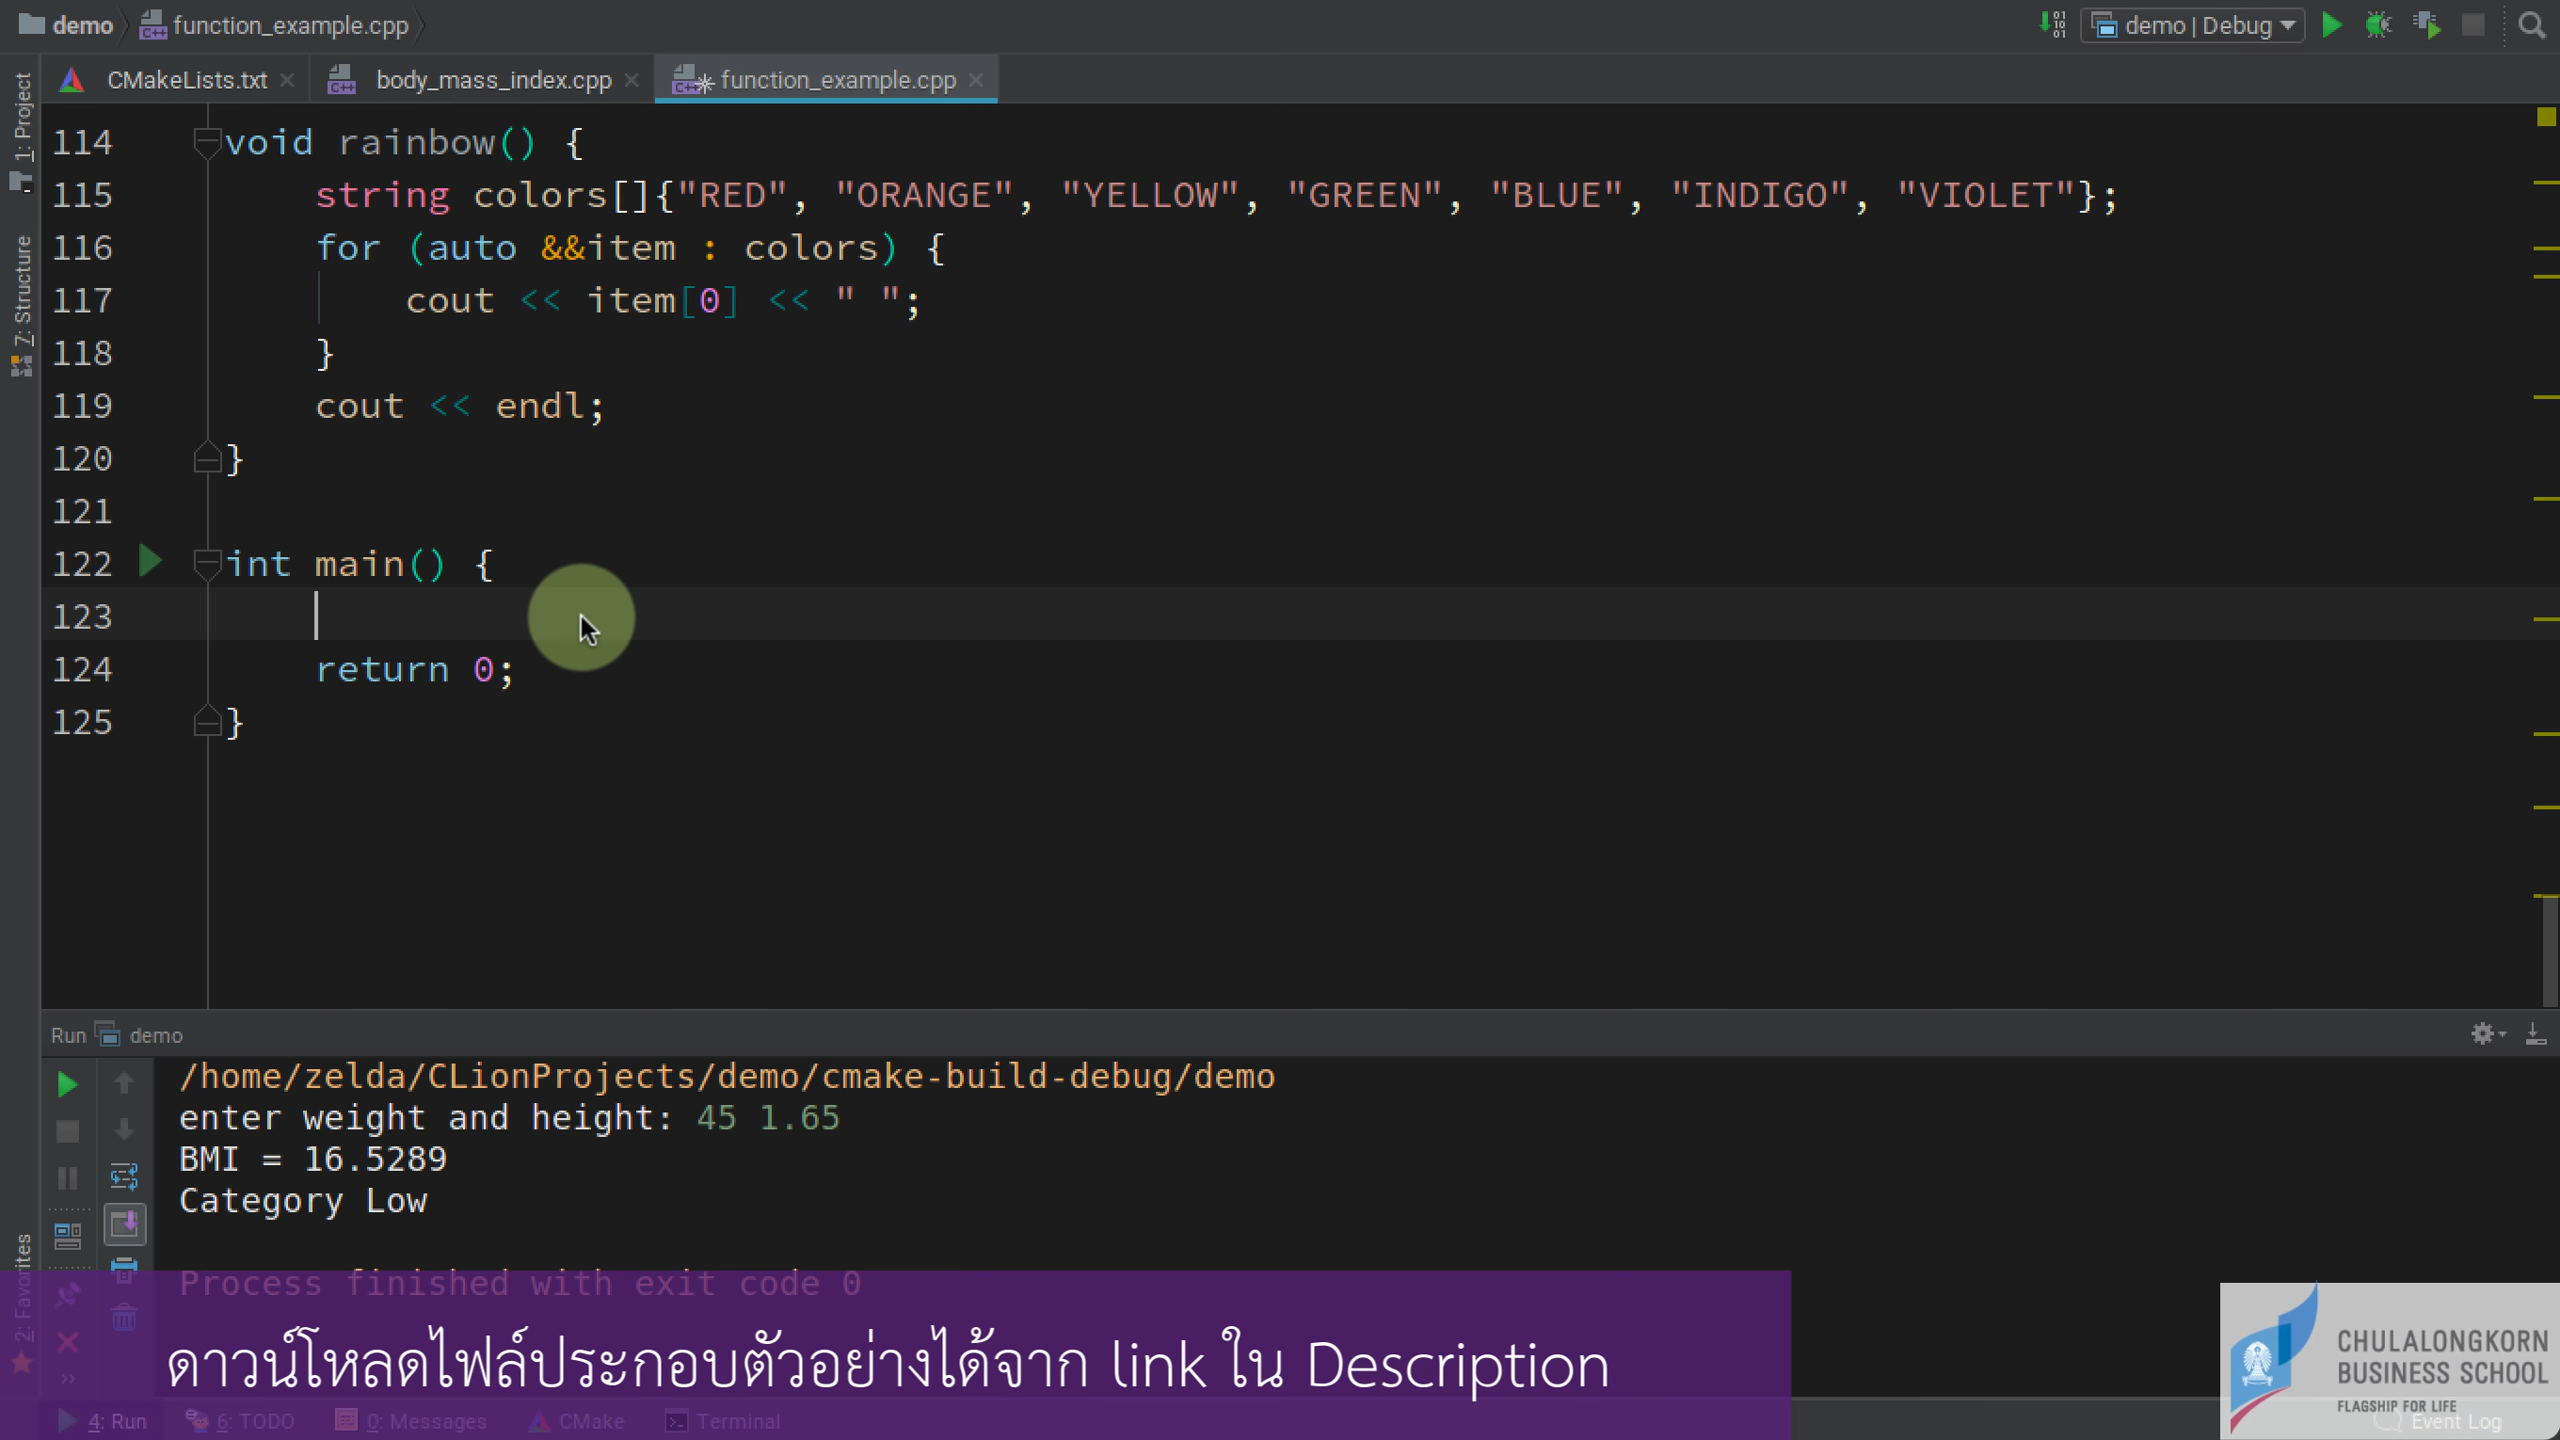 demo function_example.cpp
demo | Debug
CMakeLists.txt body_mass_index.cpp function_example.cpp
1: Project
7: Structure
2: Favorites
114 void rainbow() {
115     string colors[]{"RED", "ORANGE", "YELLOW", "GREEN", "BLUE", "INDIGO", "VIOLET"};
116     for (auto &&item : colors) {
117         cout << item[0] << " ";
118     }
119     cout << endl;
120 }
121
122 int main() {
123
124     return 0;
125 }
Run demo
/home/zelda/CLionProjects/demo/cmake-build-debug/demo
enter weight and height: 45 1.65
BMI = 16.5289
Category Low
Process finished with exit code 0
ดาวน์โหลดไฟล์ประกอบตัวอย่างได้จาก link ใน Description
CHULALONGKORN
BUSINESS SCHOOL
FLAGSHIP FOR LIFE
4: Run 6: TODO 0: Messages CMake Terminal Event Log